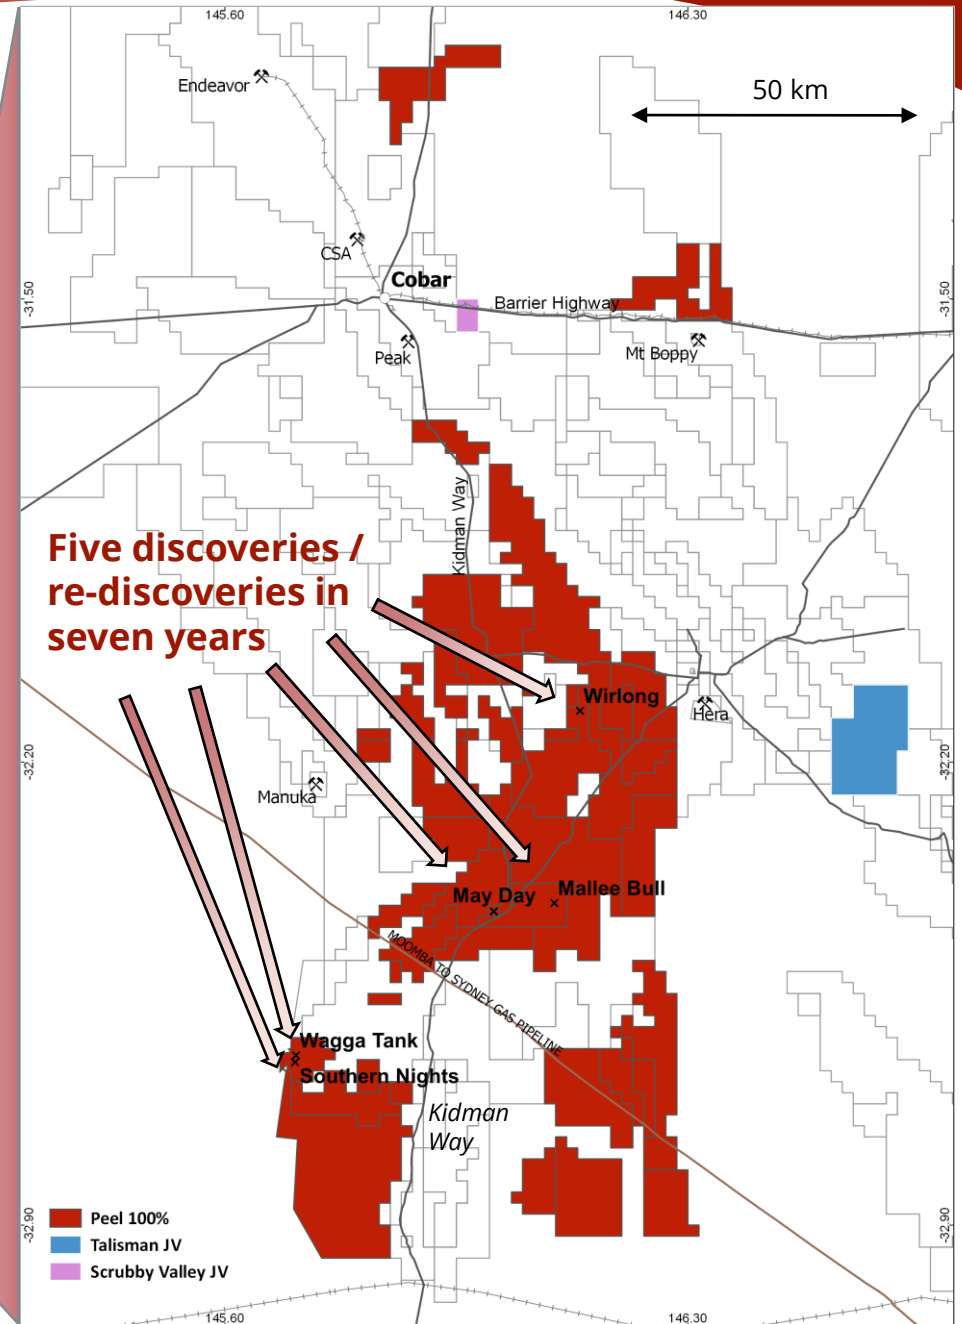 145.60
146.30
Endeavor
50 km
CSA
Cobar
-31.50
-31.50
Barrier Highway
Peak
Mt Boppy
Kidman Way
Five discoveries /
re-discoveries in
seven years
Wirlong
Hera
-32.20
-32.20
Manuka
May Day
Mallee Bull
MOOMBA TO SYDNEY GAS PIPELINE
Wagga Tank
Southern Nights
Kidman
Way
-32.90
-32.90
Peel 100%
Talisman JV
Scrubby Valley JV
145.60
146.30